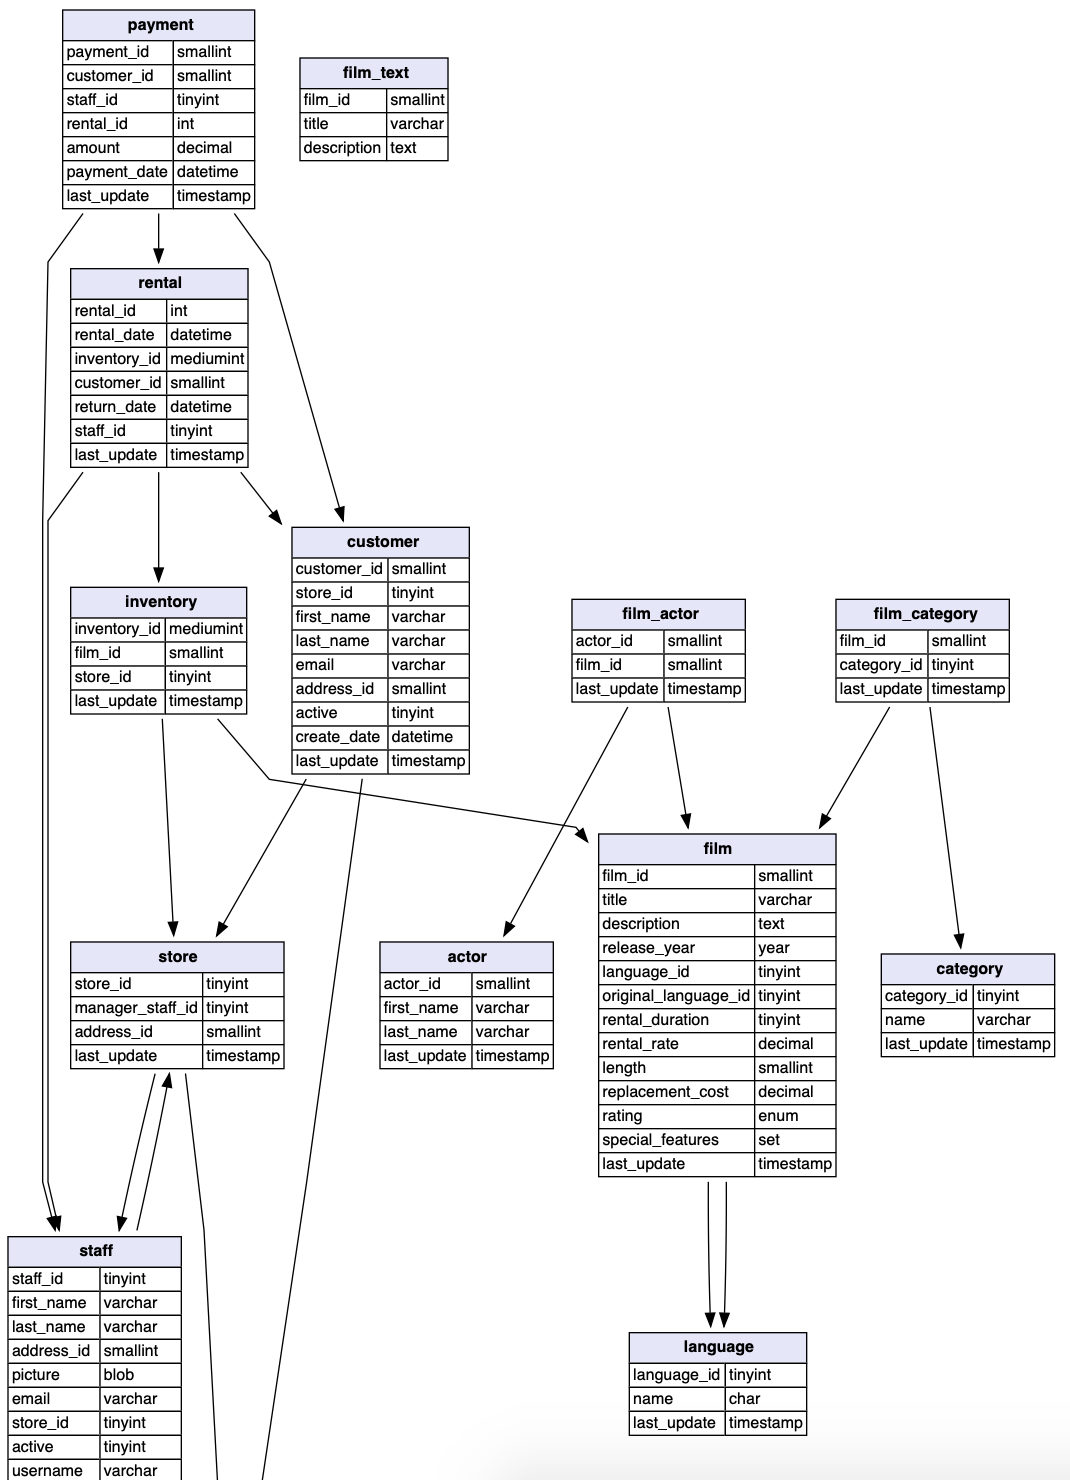 payment
payment_id smallint
customer_id smallint
staff_id tinyint
rental_id int
amount decimal
payment_date datetime
last_update timestamp
film_text
film_id smallint
title varchar
description text
rental
rental_id int
rental_date datetime
inventory_id mediumint
customer_id smallint
return_date datetime
staff_id tinyint
last_update timestamp
customer
customer_id smallint
store_id tinyint
first_name varchar
last_name varchar
email varchar
address_id smallint
active tinyint
create_date datetime
last_update timestamp
inventory
inventory_id mediumint
film_id smallint
store_id tinyint
last_update timestamp
film_actor
actor_id smallint
film_id smallint
last_update timestamp
film_category
film_id smallint
category_id tinyint
last_update timestamp
film
film_id smallint
title varchar
description text
release_year year
language_id tinyint
original_language_id tinyint
rental_duration tinyint
rental_rate decimal
length smallint
replacement_cost decimal
rating enum
special_features set
last_update timestamp
store
store_id tinyint
manager_staff_id tinyint
address_id smallint
last_update timestamp
actor
actor_id smallint
first_name varchar
last_name varchar
last_update timestamp
category
category_id tinyint
name varchar
last_update timestamp
staff
staff_id tinyint
first_name varchar
last_name varchar
address_id smallint
picture blob
email varchar
store_id tinyint
active tinyint
username varchar
language
language_id tinyint
name char
last_update timestamp